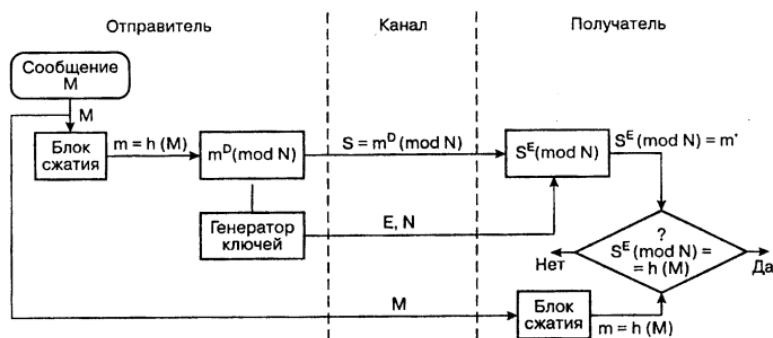 Отправитель
Канал
Получатель
Сообщение
M
M
Блок
сжатия
m = h (M)
m^D (mod N)
S = m^D (mod N)
S^E (mod N)
S^E (mod N) = m'
Генератор
ключей
E, N
?
S^E (mod N) =
= h (M)
Нет
Да
M
Блок
сжатия
m = h (M)